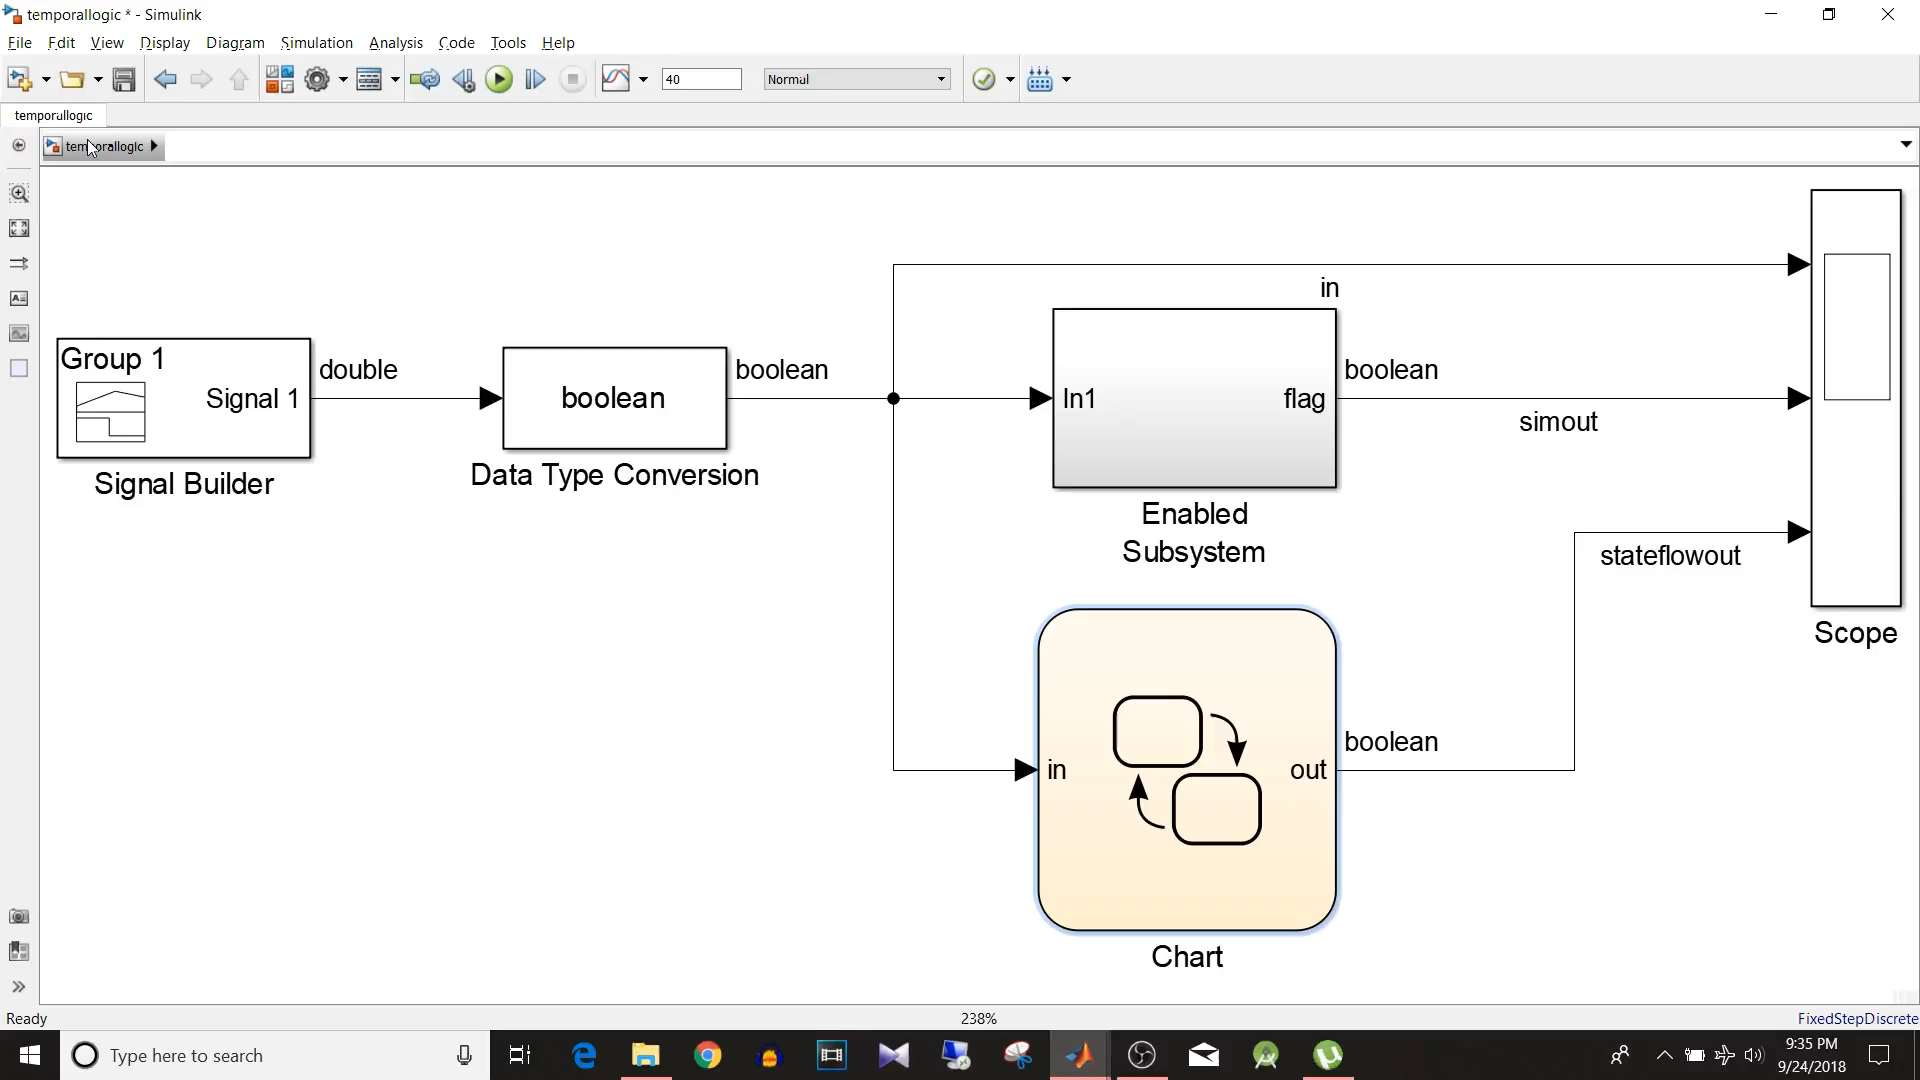 temporallogic * - Simulink
File Edit View Display Diagram Simulation Analysis Code Tools Help
40 Normal
temporallogic
temporallogic
in
Group 1
Signal 1
double
boolean
boolean
In1
flag
boolean
simout
Signal Builder
Data Type Conversion
Enabled
Subsystem
stateflowout
Scope
in
out
boolean
Chart
Ready
238%
FixedStepDiscrete
Type here to search
9:35 PM
9/24/2018